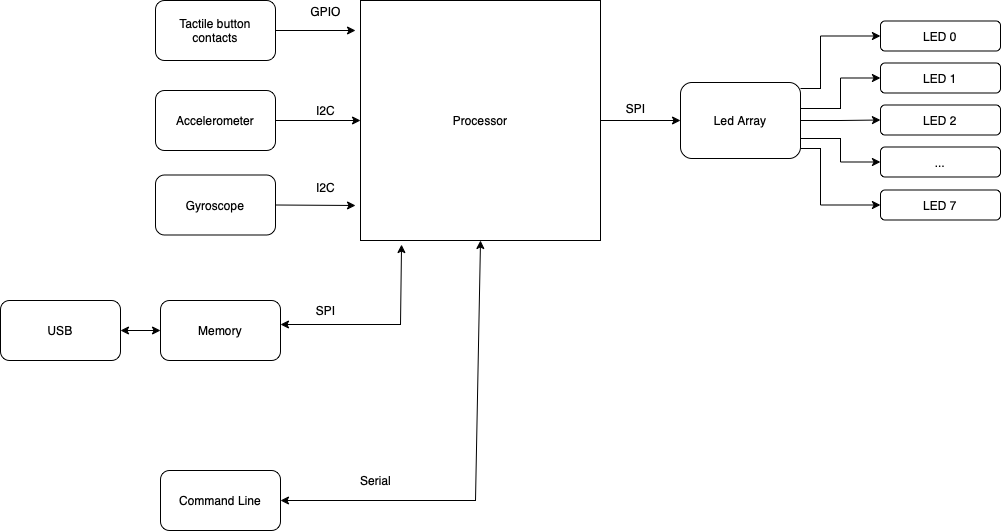 Tactile button
contacts
GPIO
Accelerometer
I2C
Gyroscope
I2C
Processor
SPI
Led Array
LED 0
LED 1
LED 2
...
LED 7
USB
Memory
SPI
Command Line
Serial